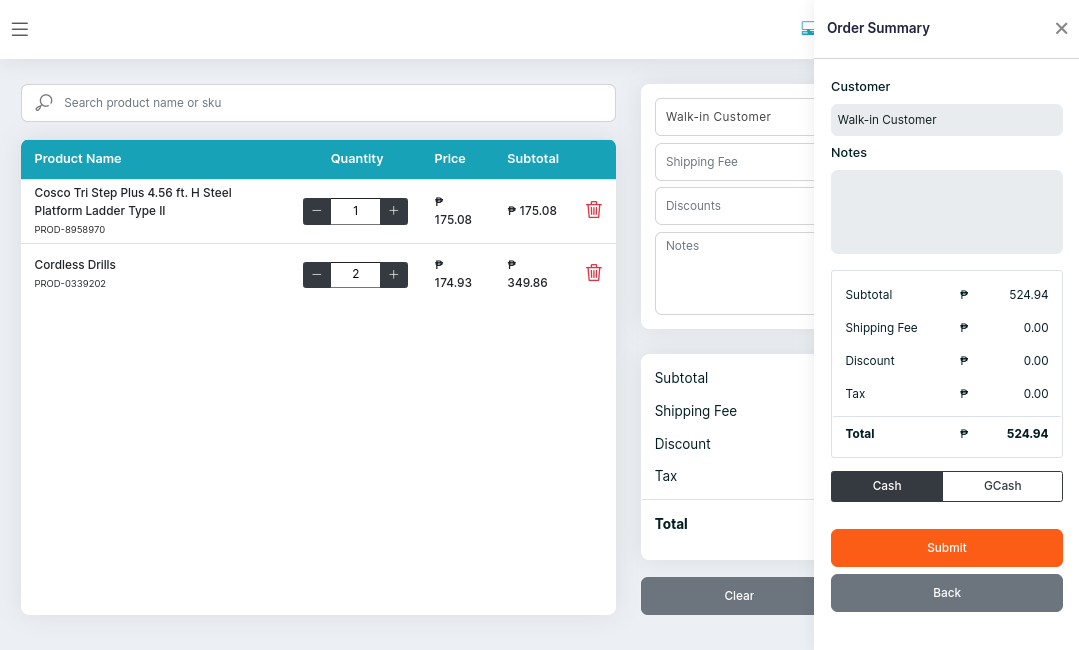 Order Summary
Search product name or sku
Product Name Quantity Price Subtotal
Cosco Tri Step Plus 4.56 ft. H Steel
Platform Ladder Type II
PROD-8958970
1
₱
175.08
₱ 175.08
Cordless Drills
PROD-0339202
2
₱
174.93
₱
349.86
Walk-in Customer
Shipping Fee
Discounts
Notes
Subtotal
Shipping Fee
Discount
Tax
Total
Clear
Customer
Walk-in Customer
Notes
Subtotal ₱ 524.94
Shipping Fee ₱ 0.00
Discount ₱ 0.00
Tax ₱ 0.00
Total ₱ 524.94
Cash GCash
Submit
Back